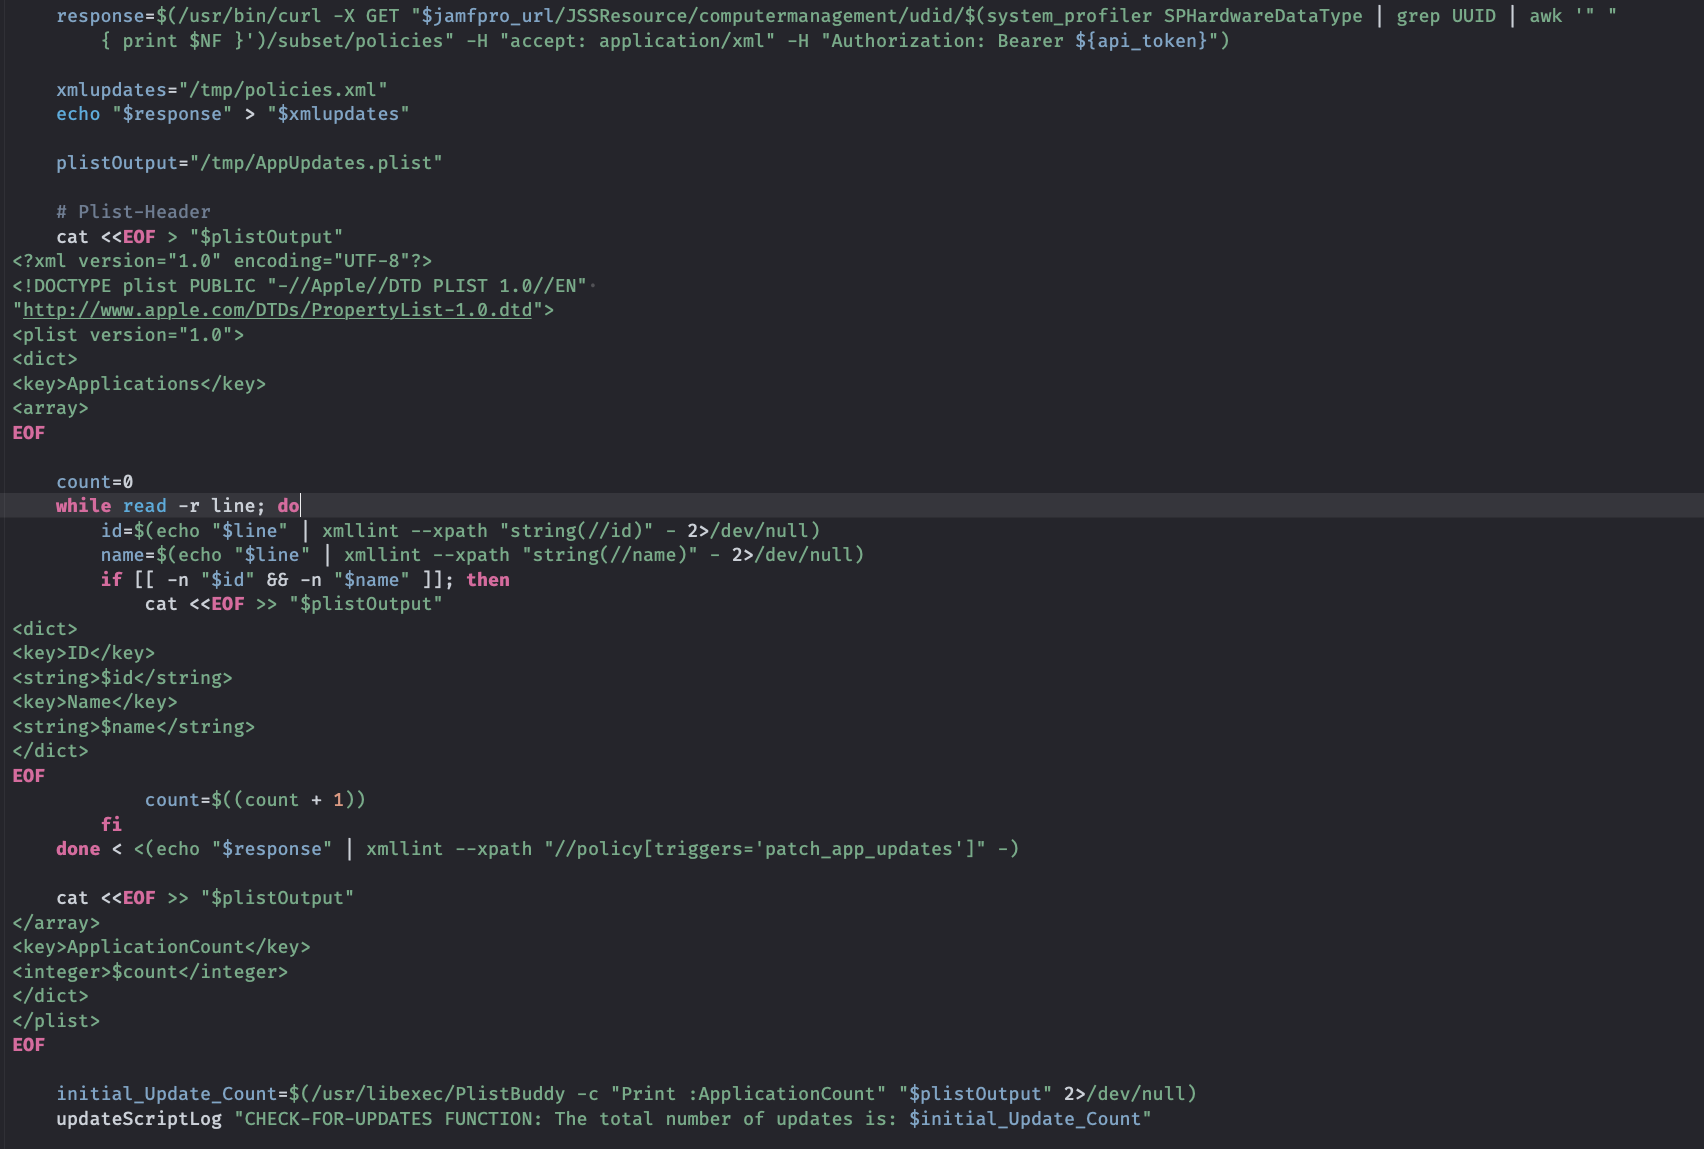 response=$(/usr/bin/curl -X GET "$jamfpro_url/JSSResource/computermanagement/udid/$(system_profiler SPHardwareDataType | grep UUID | awk '" "
{ print $NF }')/subset/policies" -H "accept: application/xml" -H "Authorization: Bearer ${api_token}")
xmlupdates="/tmp/policies.xml"
echo "$response" > "$xmlupdates"
plistOutput="/tmp/AppUpdates.plist"
# Plist-Header
cat <<EOF > "$plistOutput"
<?xml version="1.0" encoding="UTF-8"?>
<!DOCTYPE plist PUBLIC "-//Apple//DTD PLIST 1.0//EN"
"http://www.apple.com/DTDs/PropertyList-1.0.dtd">
<plist version="1.0">
<dict>
<key>Applications</key>
<array>
EOF
count=0
while read -r line; do
id=$(echo "$line" | xmllint --xpath "string(//id)" - 2>/dev/null)
name=$(echo "$line" | xmllint --xpath "string(//name)" - 2>/dev/null)
if [[ -n "$id" && -n "$name" ]]; then
cat <<EOF >> "$plistOutput"
<dict>
<key>ID</key>
<string>$id</string>
<key>Name</key>
<string>$name</string>
</dict>
EOF
count=$((count + 1))
fi
done < <(echo "$response" | xmllint --xpath "//policy[triggers='patch_app_updates']" -)
cat <<EOF >> "$plistOutput"
</array>
<key>ApplicationCount</key>
<integer>$count</integer>
</dict>
</plist>
EOF
initial_Update_Count=$(/usr/libexec/PlistBuddy -c "Print :ApplicationCount" "$plistOutput" 2>/dev/null)
updateScriptLog "CHECK-FOR-UPDATES FUNCTION: The total number of updates is: $initial_Update_Count"